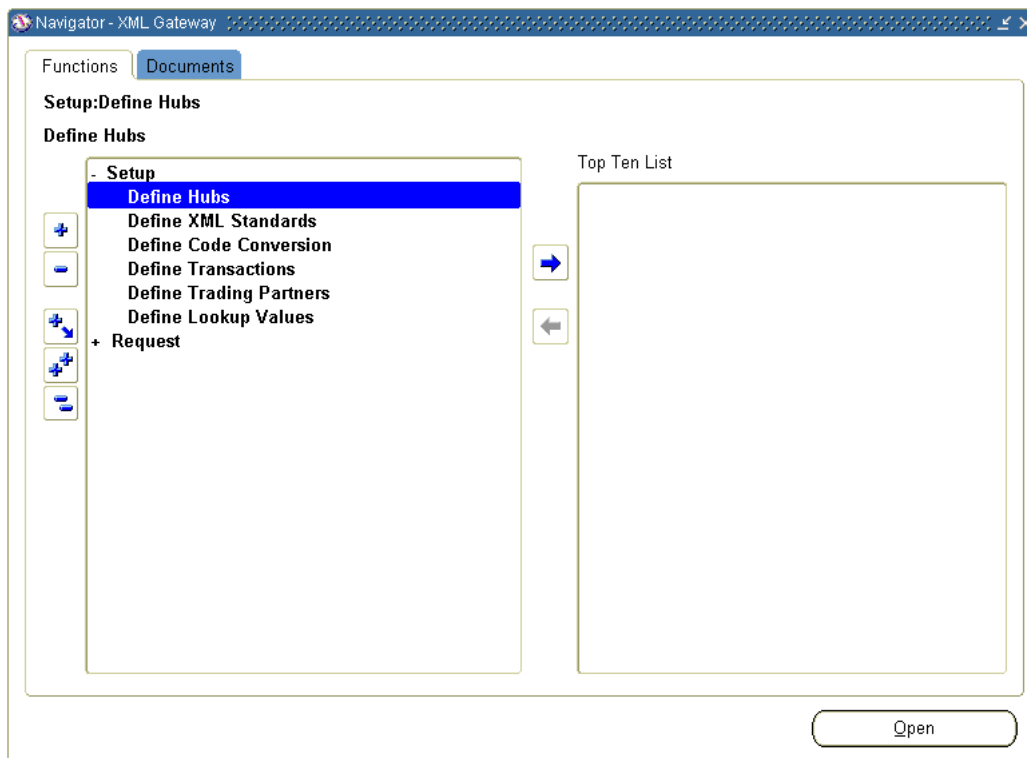 Navigator - XML Gateway
Functions
Documents
Setup:Define Hubs
Define Hubs
Top Ten List
- Setup
Define Hubs
Define XML Standards
Define Code Conversion
Define Transactions
Define Trading Partners
Define Lookup Values
+ Request
Open